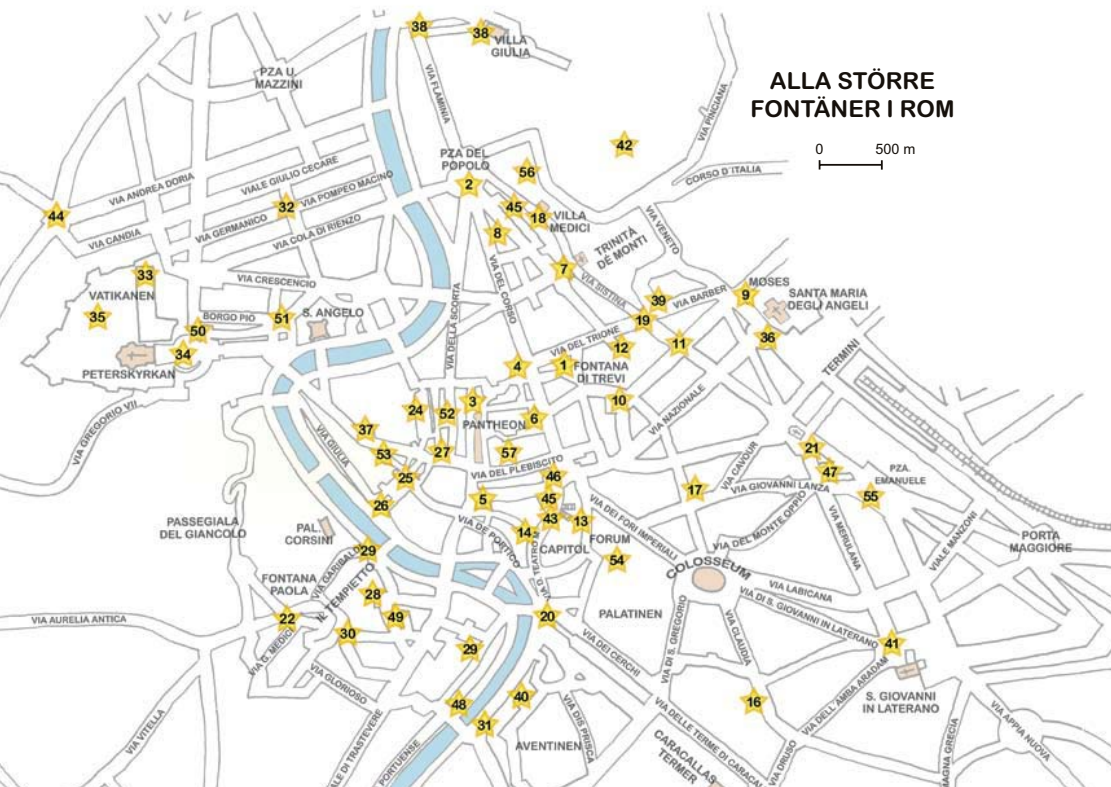 ALLA STÖRRE
FONTÄNER I ROM
0 500 m
38
38
VILLA
GIULIA
PZA U.
MAZZINI
VIA FLAMINIA
VIA PINCIANA
42
PZA DEL
POPOLO
2
56
CORSO D´ITALIA
VIA ANDREA DORIA
VIALE GIULIO CECARE
VIA POMPEO MACINO
44
32
VIA GERMANICO
VIA CANDIA
VIA COLA DI RIENZO
45
18
VILLA
MEDICI
8
VIA VENETO
TRINITÀ
DÉ MONTI
7
VIA SISTINA
VIA DEL CORSO
VIA DELLA SCORTA
33
VATIKANEN
35
VIA CRESCENCIO
BORGO PIO
50
51
S. ANGELO
34
PETERSKYRKAN
39
VIA BARBER
9
MOSES
SANTA MARIA
DEGLI ANGELI
19
36
11
12
VIA DEL TRIONE
4
1
FONTANA
DI TREVI
10
TERMINI
VIA NAZIONALE
VIA GREGORIO VII
24
52
3
PANTHEON
6
37
53
27
57
VIA GIULIA
25
VIA DEL PLEBISCITO
46
26
5
45
43
13
14
CAPITOL
VIA DE PORTICO
VIA D. TEATRO M
VIA DEI FORI IMPERIALI
FORUM
54
17
VIA CAVOUR
VIA GIOVANNI LANZA
VIA DEL MONTE OPPIO
21
47
PZA.
EMANUELE
55
VIA MERULANA
VIALE MANZONI
PORTA
MAGGIORE
PASSEGIALA
DEL GIANCOLO
PAL.
CORSINI
29
VIA GARIBALDI
FONTANA
PAOLA
IL TEMPIETTO
28
49
22
30
VIA G. MEDICI
VIA AURELIA ANTICA
VIA GLORIOSO
VIA VITELLA
ALE DI TRASTEVERE
PORTUENSE
29
48
31
40
20
PALATINEN
COLOSSEUM
VIA LABICANA
VIA DI S. GIOVANNI IN LATERANO
VIA CLAUDIA
VIA DI S. GREGORIO
VIA DEI CERCHI
41
S. GIOVANNI
IN LATERANO
VIA DELL AMBA ARADAM
16
AVENTINEN
VIA DIS PRISCA
VIA DELLE TERME DI CARACAL
CARACALLAS
TERMER
VIA DRUSO
MAGNA GRECIA
VIA APPIA NUOVA